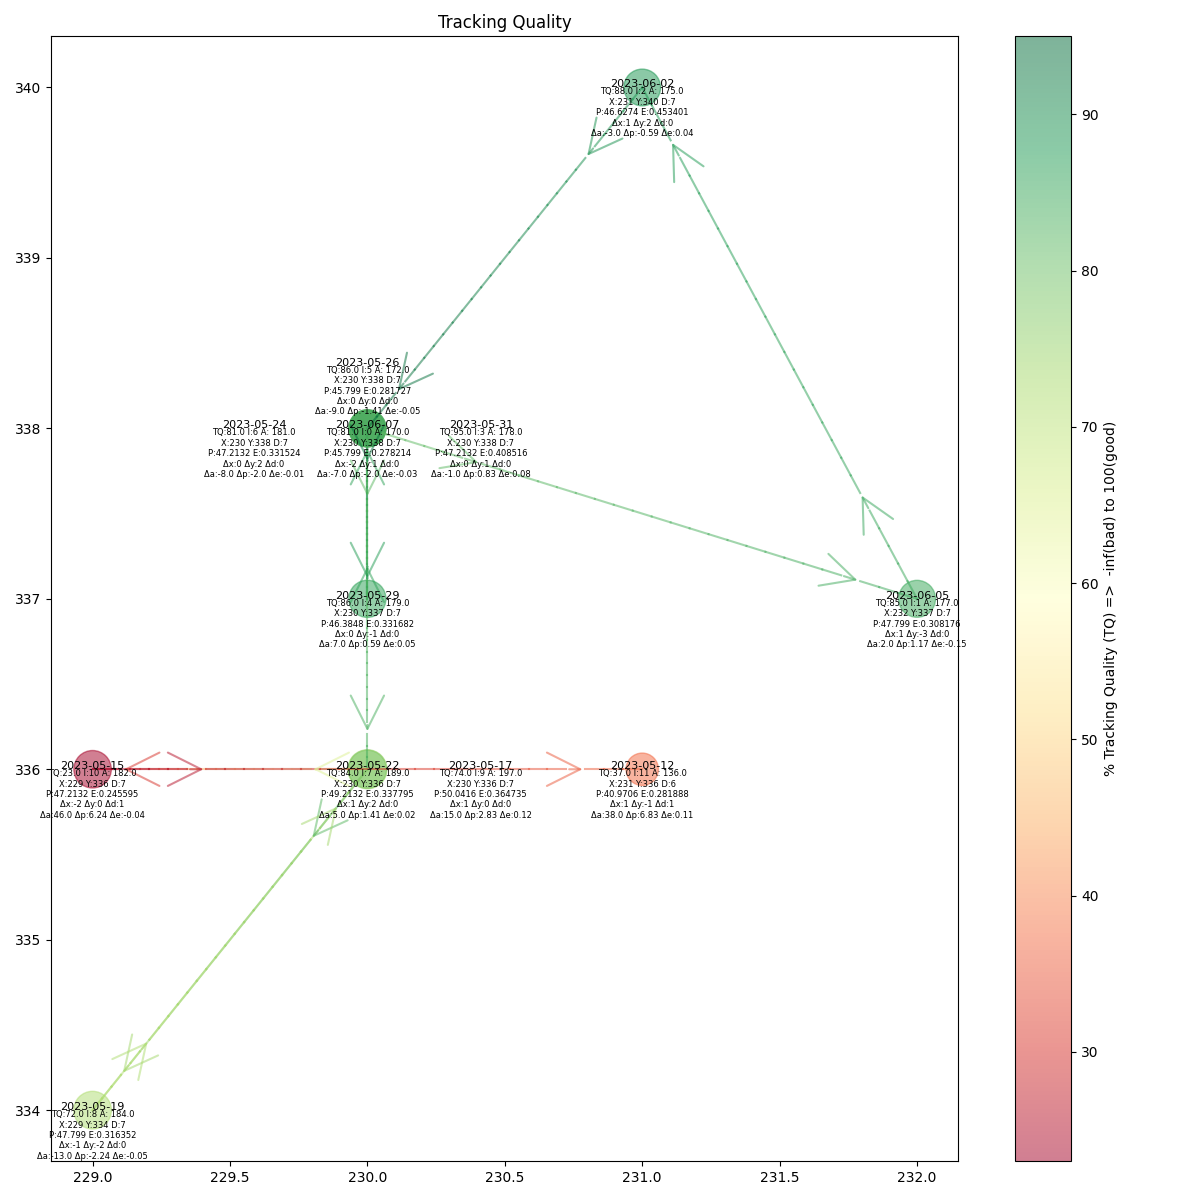 Tracking Quality
340
339
338
337
336
335
334
229.0
229.5
230.0
230.5
231.0
231.5
232.0
2023-06-02
TQ:88.0 I:2 A: 175.0
X:231 Y:340 D:7
P:46.6274 E:0.453401
Δx:1 Δy:2 Δd:0
Δa:-3.0 Δp:-0.59 Δe:0.04
2023-05-26
TQ:86.0 I:5 A: 172.0
X:230 Y:338 D:7
P:45.799 E:0.281727
Δx:0 Δy:0 Δd:0
Δa:-9.0 Δp:-1.41 Δe:-0.05
2023-05-24
TQ:81.0 I:6 A: 181.0
X:230 Y:338 D:7
P:47.2132 E:0.331524
Δx:0 Δy:2 Δd:0
Δa:-8.0 Δp:-2.0 Δe:-0.01
2023-06-07
TQ:81.0 I:0 A: 170.0
X:230 Y:338 D:7
P:45.799 E:0.278214
Δx:-2 Δy:1 Δd:0
Δa:-7.0 Δp:-2.0 Δe:-0.03
2023-05-31
TQ:95.0 I:3 A: 178.0
X:230 Y:338 D:7
P:47.2132 E:0.408516
Δx:0 Δy:1 Δd:0
Δa:-1.0 Δp:0.83 Δe:0.08
2023-05-29
TQ:86.0 I:4 A: 179.0
X:230 Y:337 D:7
P:46.3848 E:0.331682
Δx:0 Δy:-1 Δd:0
Δa:7.0 Δp:0.59 Δe:0.05
2023-06-05
TQ:85.0 I:1 A: 177.0
X:232 Y:337 D:7
P:47.799 E:0.308176
Δx:1 Δy:-3 Δd:0
Δa:2.0 Δp:1.17 Δe:-0.15
2023-05-15
TQ:23.0 I:10 A: 182.0
X:229 Y:336 D:7
P:47.2132 E:0.245595
Δx:-2 Δy:0 Δd:1
Δa:46.0 Δp:6.24 Δe:-0.04
2023-05-22
TQ:84.0 I:7 A: 189.0
X:230 Y:336 D:7
P:49.2132 E:0.337795
Δx:1 Δy:2 Δd:0
Δa:5.0 Δp:1.41 Δe:0.02
2023-05-17
TQ:74.0 I:9 A: 197.0
X:230 Y:336 D:7
P:50.0416 E:0.364735
Δx:1 Δy:0 Δd:0
Δa:15.0 Δp:2.83 Δe:0.12
2023-05-12
TQ:37.0 I:11 A: 136.0
X:231 Y:336 D:6
P:40.9706 E:0.281888
Δx:1 Δy:-1 Δd:1
Δa:38.0 Δp:6.83 Δe:0.11
2023-05-19
TQ:72.0 I:8 A: 184.0
X:229 Y:334 D:7
P:47.799 E:0.316352
Δx:-1 Δy:-2 Δd:0
Δa:-13.0 Δp:-2.24 Δe:-0.05
90
80
70
60
50
40
30
% Tracking Quality (TQ) => -inf(bad) to 100(good)